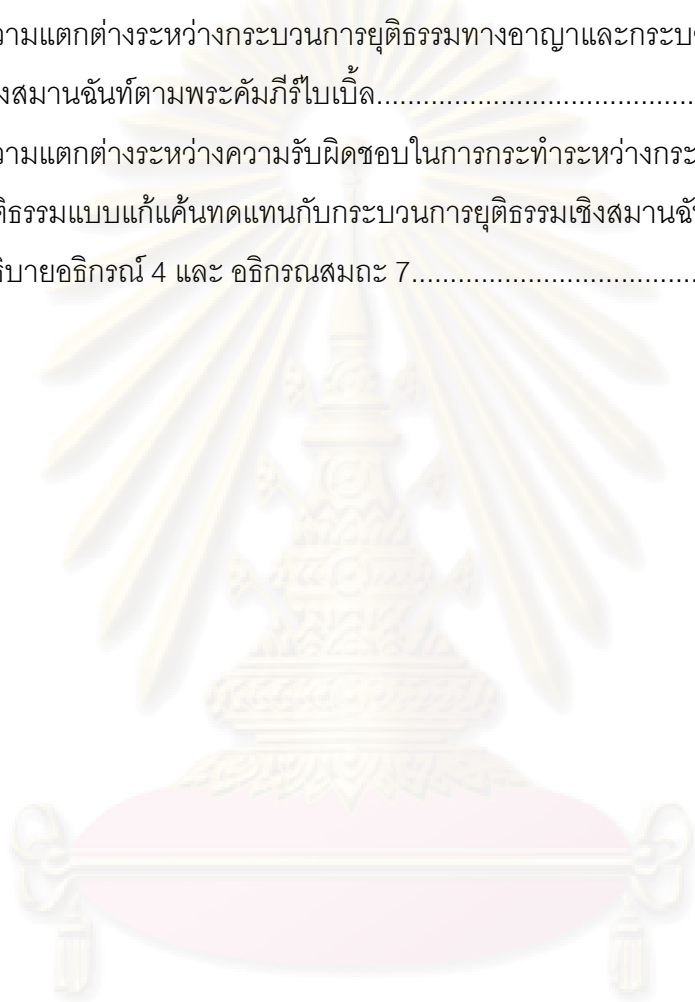 วามแตกต่างระหว่างกระบวนการยุติธรรมทางอาญาและกระบ
งสมานฉันท์ตามพระคัมภีร์ไบเบิ้ล........................................
วามแตกต่างระหว่างความรับผิดชอบในการกระทำระหว่างกระ
ติธรรมแบบแก้แค้นทดแทนกับกระบวนการยุติธรรมเชิงสมานฉั
ธิบายอธิกรณ์ 4 และ อธิกรณสมถะ 7...................................